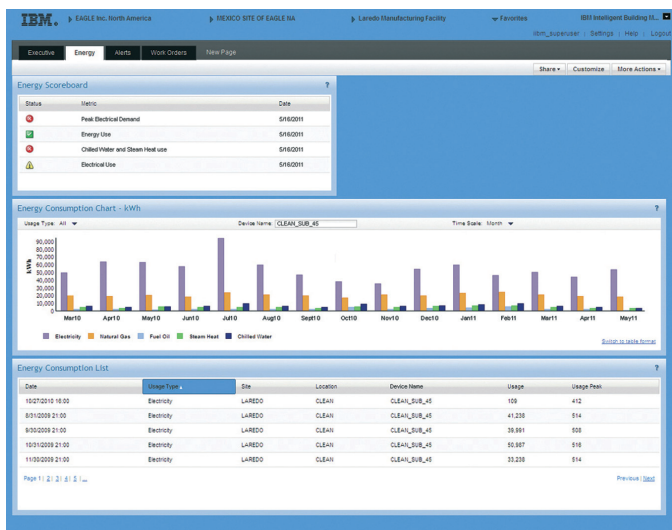 IBM. EAGLE Inc. North America MEXICO SITE OF EAGLE NA Laredo Manufacturing Facility Favorites IBM Intelligent Building M...
ibm_superuser | Settings | Help | Logout
Executive Energy Alerts Work Orders New Page
Share Customize More Actions
Energy Scoreboard ?
Status Metric Date
Peak Electrical Demand 5/16/2011
Energy Use 5/16/2011
Chilled Water and Steam Heat use 5/16/2011
Electrical Use 5/16/2011
Energy Consumption Chart - kWh ?
Usage Type: All Device Name: CLEAN_SUB_45 Time Scale: Month
kWh
90,000
80,000
70,000
60,000
50,000
40,000
30,000
20,000
10,000
0
Mar10 Apr10 May10 Jun10 Jul10 Aug10 Sept10 Oct10 Nov10 Dec10 Jan11 Feb11 Mar11 Apr11 May11
Electricity Natural Gas Fuel Oil Steam Heat Chilled Water
Switch to table format
Energy Consumption List ?
Date Usage Type Site Location Device Name Usage Usage Peak
10/27/2010 16:00 Electricity LAREDO CLEAN CLEAN_SUB_45 109 412
8/31/2009 21:00 Electricity LAREDO CLEAN CLEAN_SUB_45 41,238 514
9/30/2009 21:00 Electricity LAREDO CLEAN CLEAN_SUB_45 39,991 508
10/31/2009 21:00 Electricity LAREDO CLEAN CLEAN_SUB_45 50,987 516
11/30/2009 21:00 Electricity LAREDO CLEAN CLEAN_SUB_45 33,238 514
Page 1 | 2 | 3 | 4 | 5 | ... Previous | Next